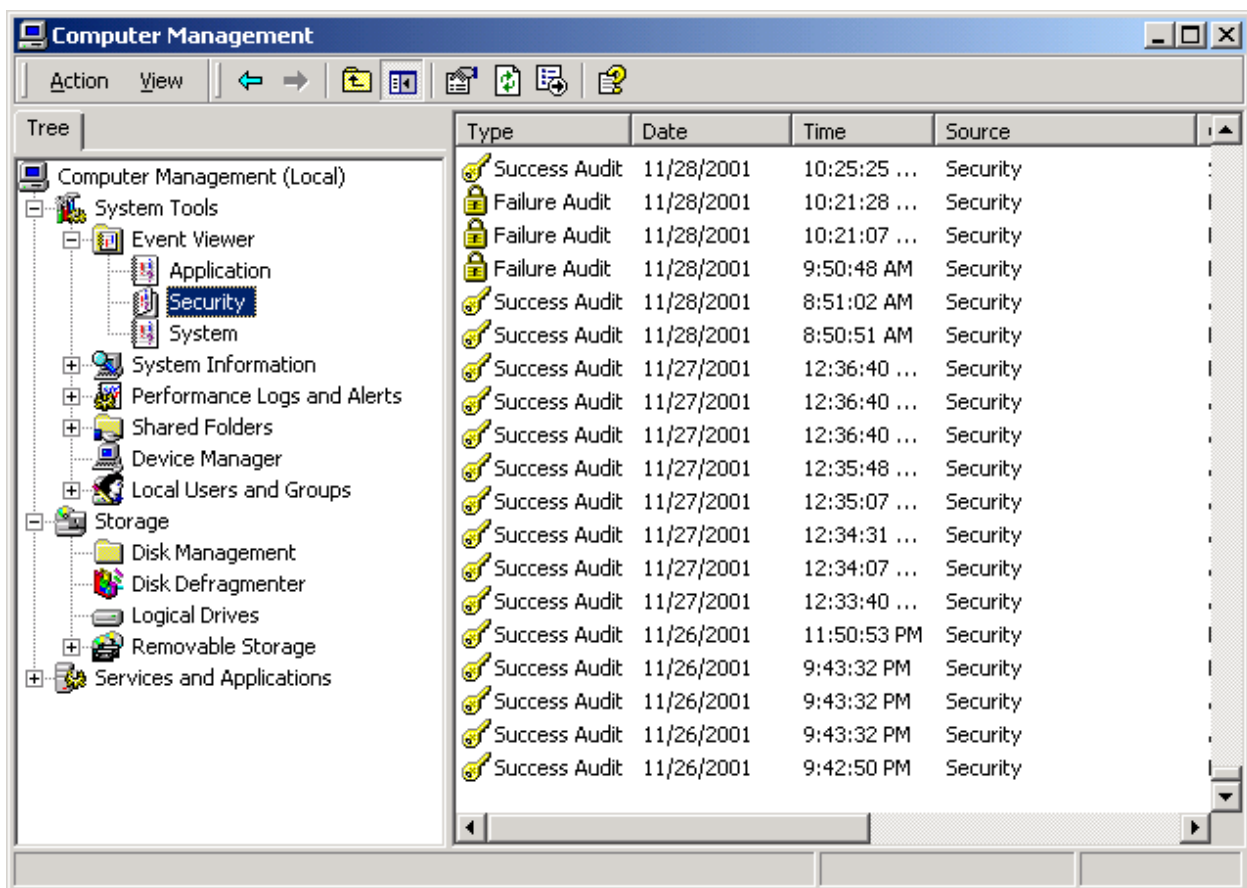 Computer Management
Action View
Tree
Computer Management (Local)
System Tools
Event Viewer
Application
Security
System
System Information
Performance Logs and Alerts
Shared Folders
Device Manager
Local Users and Groups
Storage
Disk Management
Disk Defragmenter
Logical Drives
Removable Storage
Services and Applications
Type Date Time Source
Success Audit 11/28/2001 10:25:25 ... Security
Failure Audit 11/28/2001 10:21:28 ... Security
Failure Audit 11/28/2001 10:21:07 ... Security
Failure Audit 11/28/2001 9:50:48 AM Security
Success Audit 11/28/2001 8:51:02 AM Security
Success Audit 11/28/2001 8:50:51 AM Security
Success Audit 11/27/2001 12:36:40 ... Security
Success Audit 11/27/2001 12:36:40 ... Security
Success Audit 11/27/2001 12:36:40 ... Security
Success Audit 11/27/2001 12:35:48 ... Security
Success Audit 11/27/2001 12:35:07 ... Security
Success Audit 11/27/2001 12:34:31 ... Security
Success Audit 11/27/2001 12:34:07 ... Security
Success Audit 11/27/2001 12:33:40 ... Security
Success Audit 11/26/2001 11:50:53 PM Security
Success Audit 11/26/2001 9:43:32 PM Security
Success Audit 11/26/2001 9:43:32 PM Security
Success Audit 11/26/2001 9:43:32 PM Security
Success Audit 11/26/2001 9:42:50 PM Security